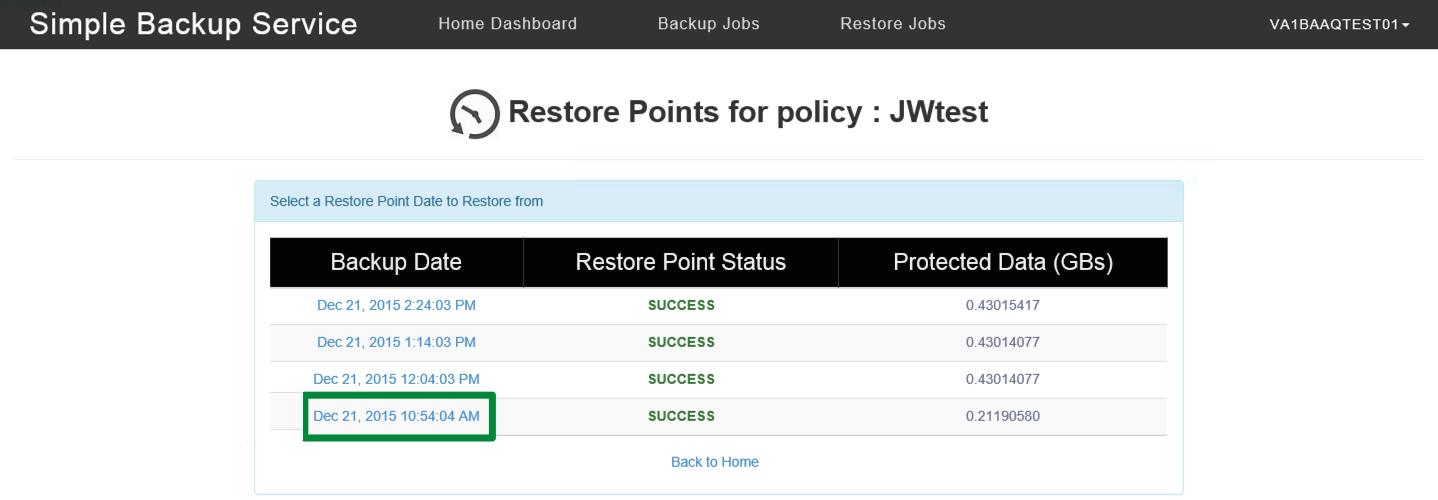 Simple Backup Service Home Dashboard Backup Jobs Restore Jobs VA1BAAQTEST01
Restore Points for policy : JWtest
Select a Restore Point Date to Restore from
Backup Date Restore Point Status Protected Data (GBs)
Dec 21, 2015 2:24:03 PM SUCCESS 0.43015417
Dec 21, 2015 1:14:03 PM SUCCESS 0.43014077
Dec 21, 2015 12:04:03 PM SUCCESS 0.43014077
Dec 21, 2015 10:54:04 AM SUCCESS 0.21190580
Back to Home